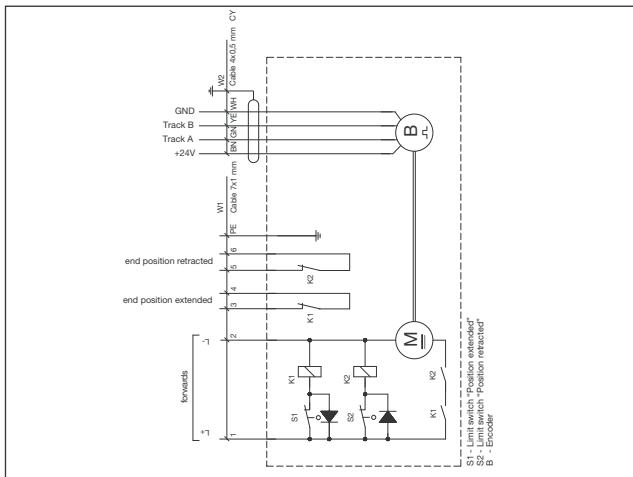 W2
Cable 4x0,5 mm CY
GND
WH
Track B
YE
Track A
GN
+24V
BN
B
W1
Cable 7x1 mm
PE
6
end position retracted
5
K2
4
end position extended
3
K1
2
-
M
forwards
K1
K2
K2
S1
S2
K1
+
1
S1 - Limit switch "Position extended"
S2 - Limit switch "Position retracted"
B - Encoder